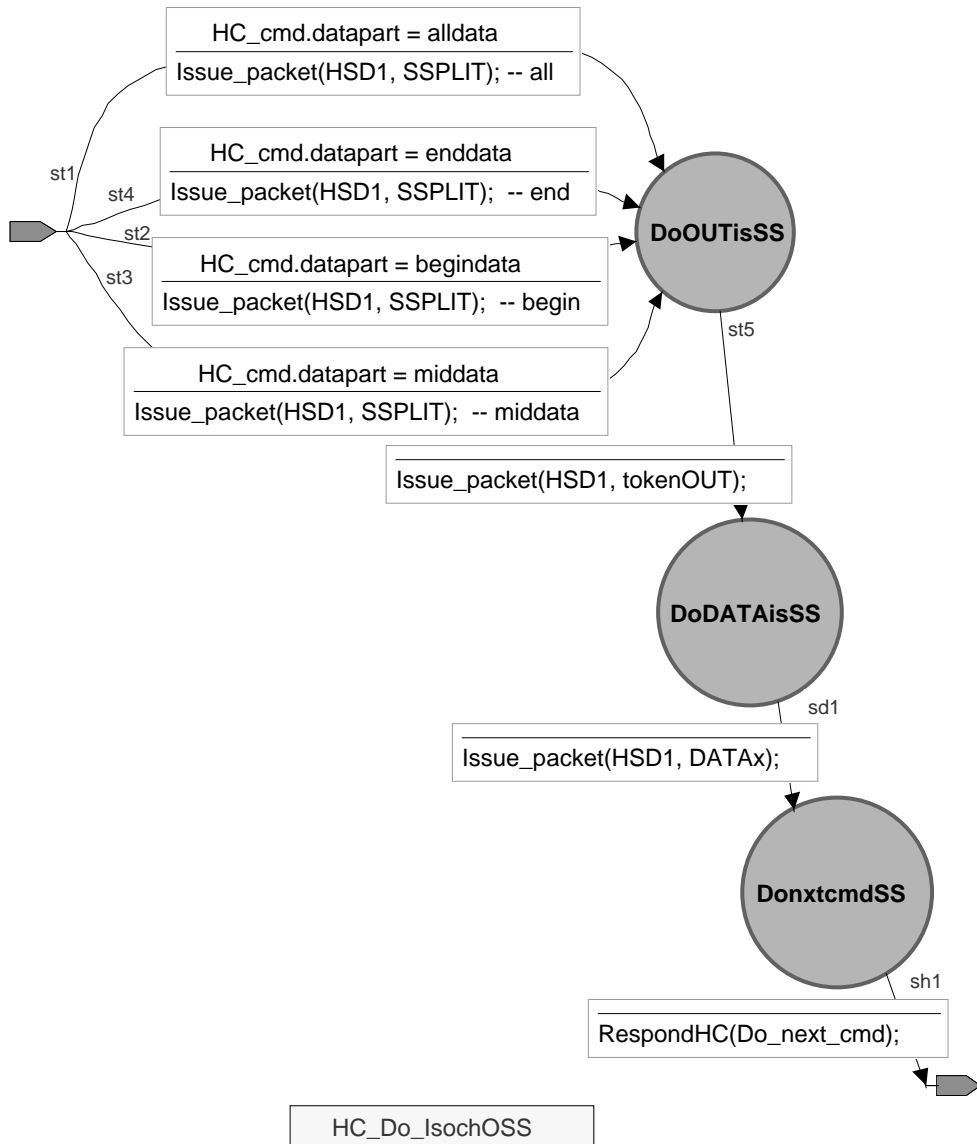 HC_cmd.datapart = alldata
Issue_packet(HSD1, SSPLIT); -- all
st1
HC_cmd.datapart = enddata
Issue_packet(HSD1, SSPLIT);  -- end
st4
st2
HC_cmd.datapart = begindata
Issue_packet(HSD1, SSPLIT);  -- begin
st3
HC_cmd.datapart = middata
Issue_packet(HSD1, SSPLIT);  -- middata
DoOUTisSS
st5
Issue_packet(HSD1, tokenOUT);
DoDATAisSS
sd1
Issue_packet(HSD1, DATAx);
DonxtcmdSS
sh1
RespondHC(Do_next_cmd);
HC_Do_IsochOSS